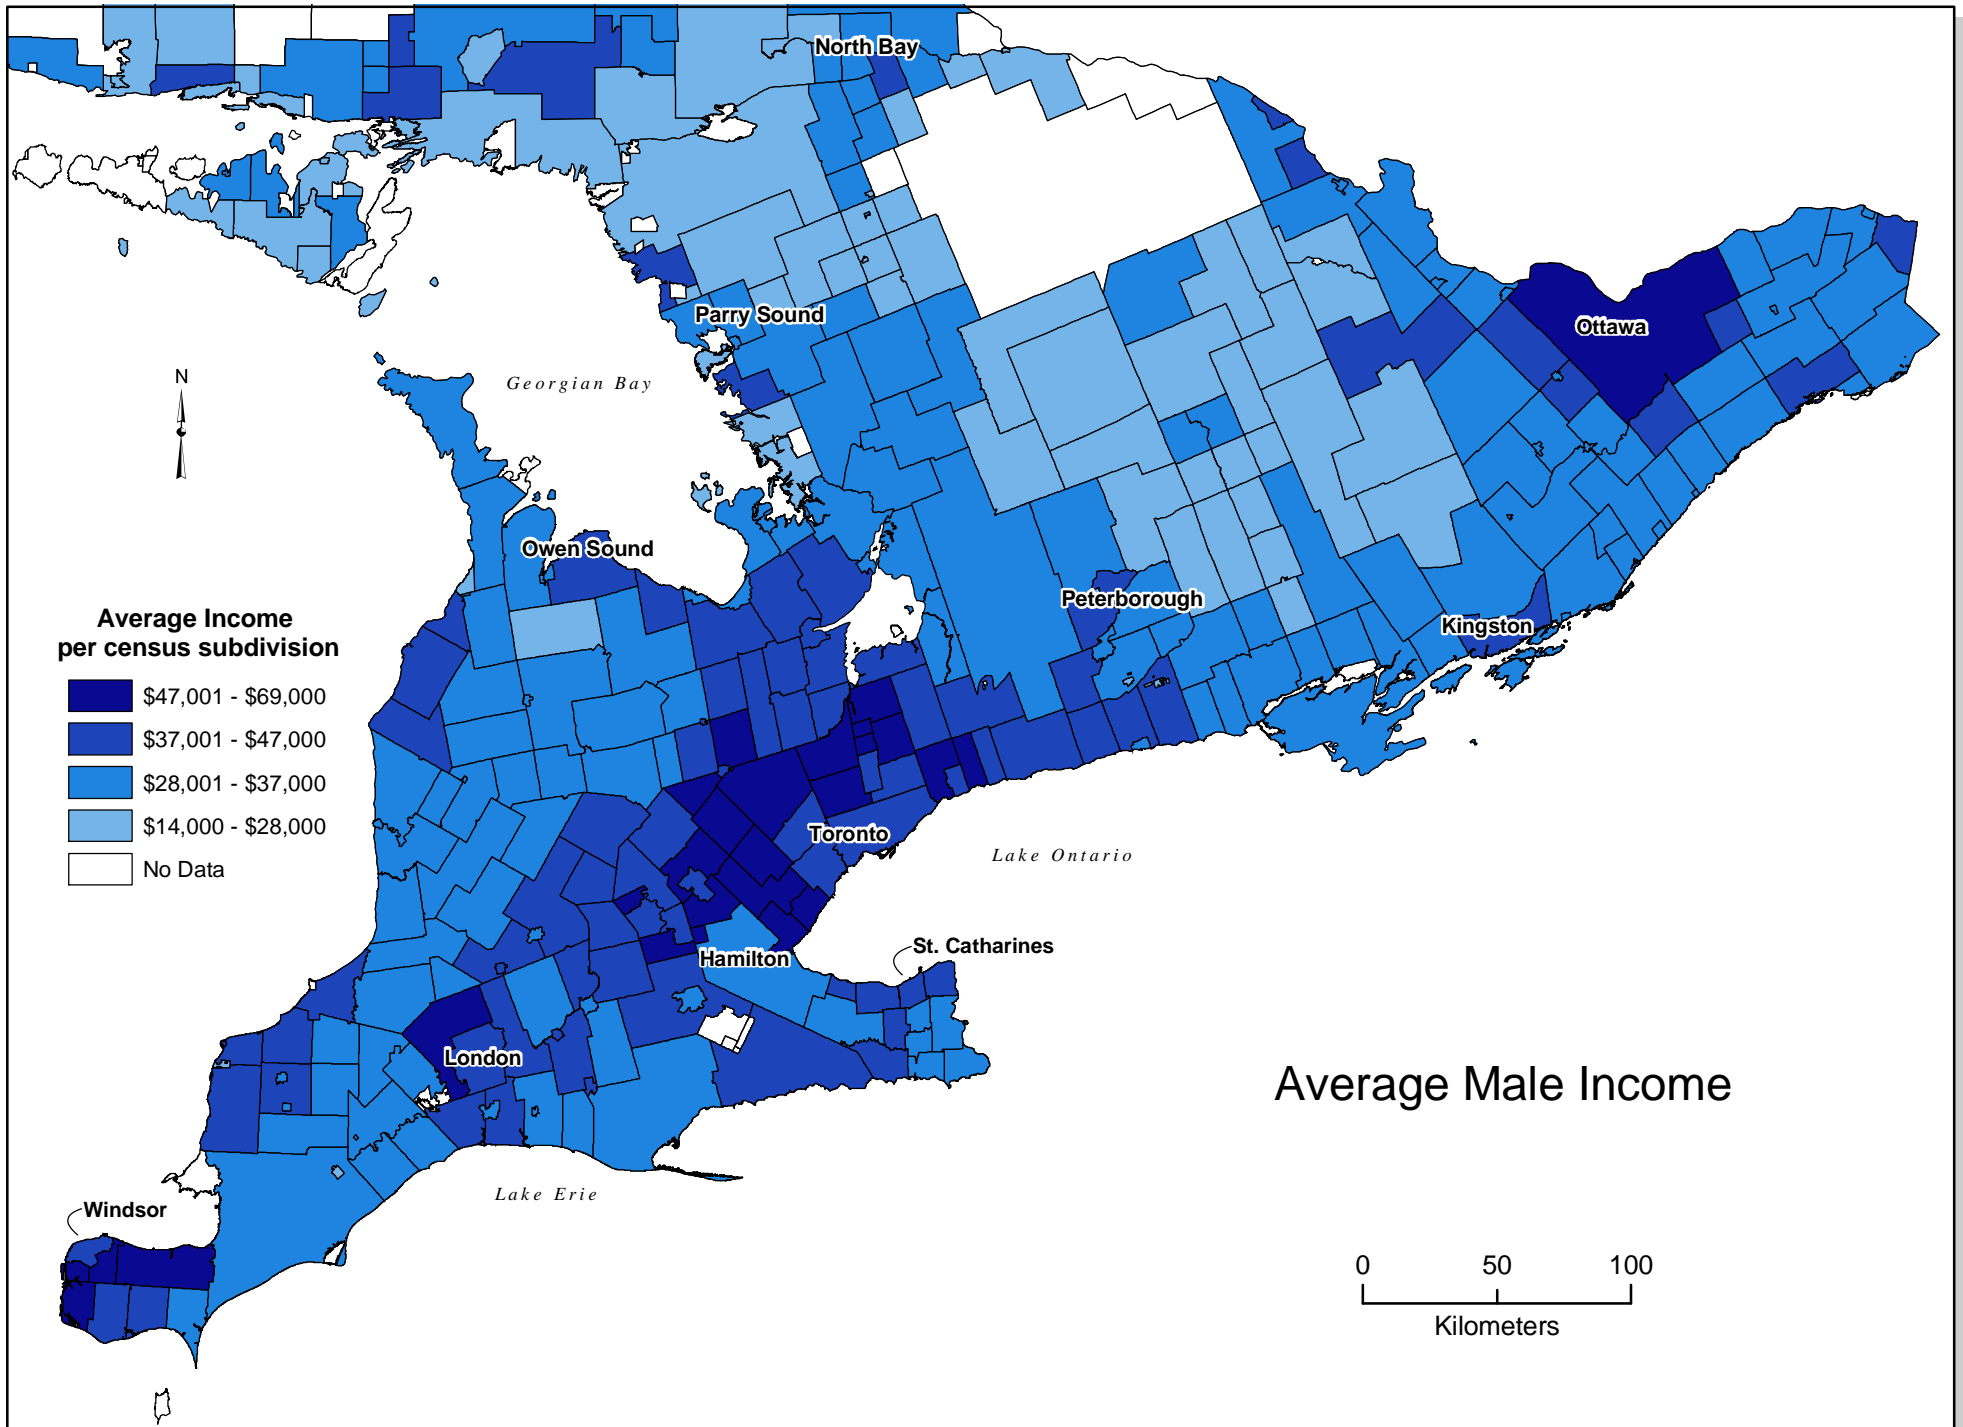 North Bay
Ottawa
Parry Sound
N
Georgian Bay
Owen Sound
Peterborough
Kingston
Average Income
per census subdivision
$47,001 - $69,000
$37,001 - $47,000
$28,001 - $37,000
$14,000 - $28,000
No Data
Toronto
Lake Ontario
St. Catharines
Hamilton
London
Average Male Income
Lake Erie
Windsor
0 50 100
Kilometers